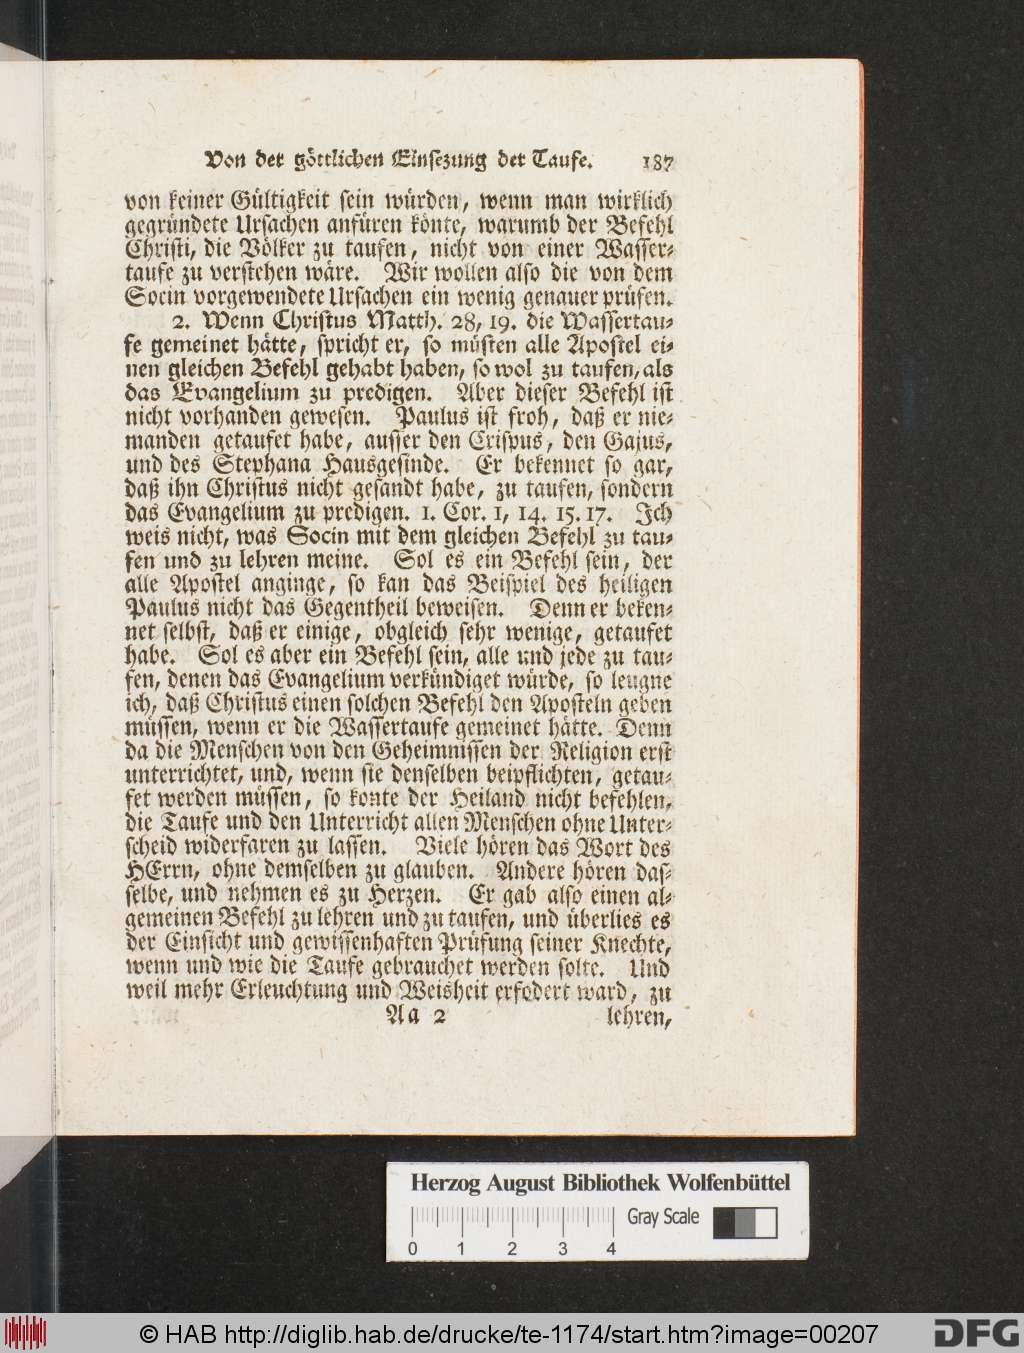 Von der göttlichen Einsezung der Taufe. 187
von keiner Gültigkeit sein würden, wenn man wirklich
gegründete Ursachen anfüren könte, warumb der Befehl
Christi, die Völker zu taufen, nicht von einer Wasser-
taufe zu verstehen wäre. Wir wollen also die von dem
Socin vorgewendete Ursachen ein wenig genauer prüfen.
2. Wenn Christus Matth. 28, 19. die Wassertau-
fe gemeinet hätte, spricht er, so müsten alle Apostel ei-
nen gleichen Befehl gehabt haben, so wol zu taufen, als
das Evangelium zu predigen. Aber dieser Befehl ist
nicht vorhanden gewesen. Paulus ist froh, daß er nie-
manden getaufet habe, ausser den Crispus, den Gajus,
und des Stephana Hausgesinde. Er bekennet so gar,
daß ihn Christus nicht gesandt habe, zu taufen, sondern
das Evangelium zu predigen. 1. Cor. 1, 14. 15. 17. Ich
weis nicht, was Socin mit dem gleichen Befehl zu tau-
fen und zu lehren meine. Sol es ein Befehl sein, der
alle Apostel anginge, so kan das Beispiel des heiligen
Paulus nicht das Gegentheil beweisen. Denn er beken-
net selbst, daß er einige, obgleich sehr wenige, getaufet
habe. Sol es aber ein Befehl sein, alle und jede zu tau-
fen, denen das Evangelium verkündiget würde, so leugne
ich, daß Christus einen solchen Befehl den Aposteln geben
müssen, wenn er die Wassertaufe gemeinet hätte. Denn
da die Menschen von den Geheimnissen der Religion erst
unterrichtet, und, wenn sie denselben beipflichten, getau-
fet werden müssen, so konte der Heiland nicht befehlen,
die Taufe und den Unterricht allen Menschen ohne Unter-
scheid widerfaren zu lassen. Viele hören das Wort des
HErrn, ohne demselben zu glauben. Andere hören das-
selbe, und nehmen es zu Herzen. Er gab also einen al-
gemeinen Befehl zu lehren und zu taufen, und überlies es
der Einsicht und gewissenhaften Prüfung seiner Knechte,
wenn und wie die Taufe gebrauchet werden solte. Und
weil mehr Erleuchtung und Weisheit erfodert ward, zu
Aa 2 lehren,
Herzog August Bibliothek Wolfenbüttel
Gray Scale
0 1 2 3 4
© HAB http://diglib.hab.de/drucke/te-1174/start.htm?image=00207
DFG